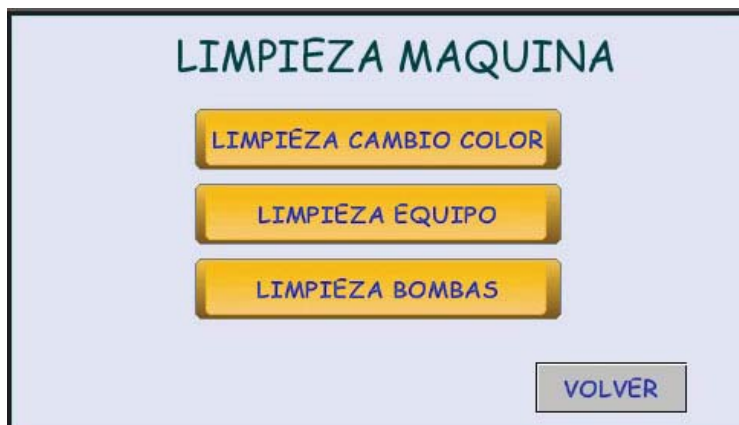 LIMPIEZA MAQUINA
LIMPIEZA CAMBIO COLOR
LIMPIEZA EQUIPO
LIMPIEZA BOMBAS
VOLVER